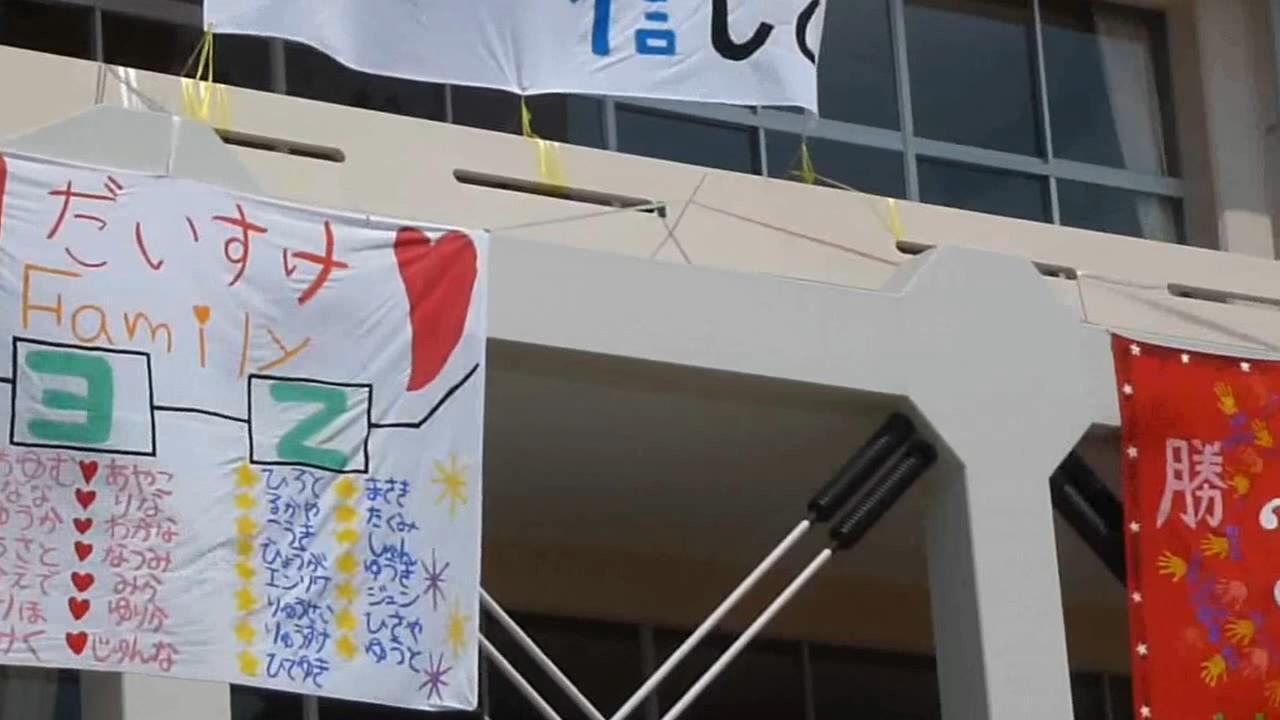 信じ
だいすけ
Family
3 2
あやこ
りな
わかな
なつみ
みか
ゆりか
じゅんな
ひろと
るかや
こうき
ひょうが
エンリケ
りゅうせい
りゅうすけ
ひでゆき
まさき
たくみ
しゅん
ゆうき
ジュン
ひさや
ゆうと
勝